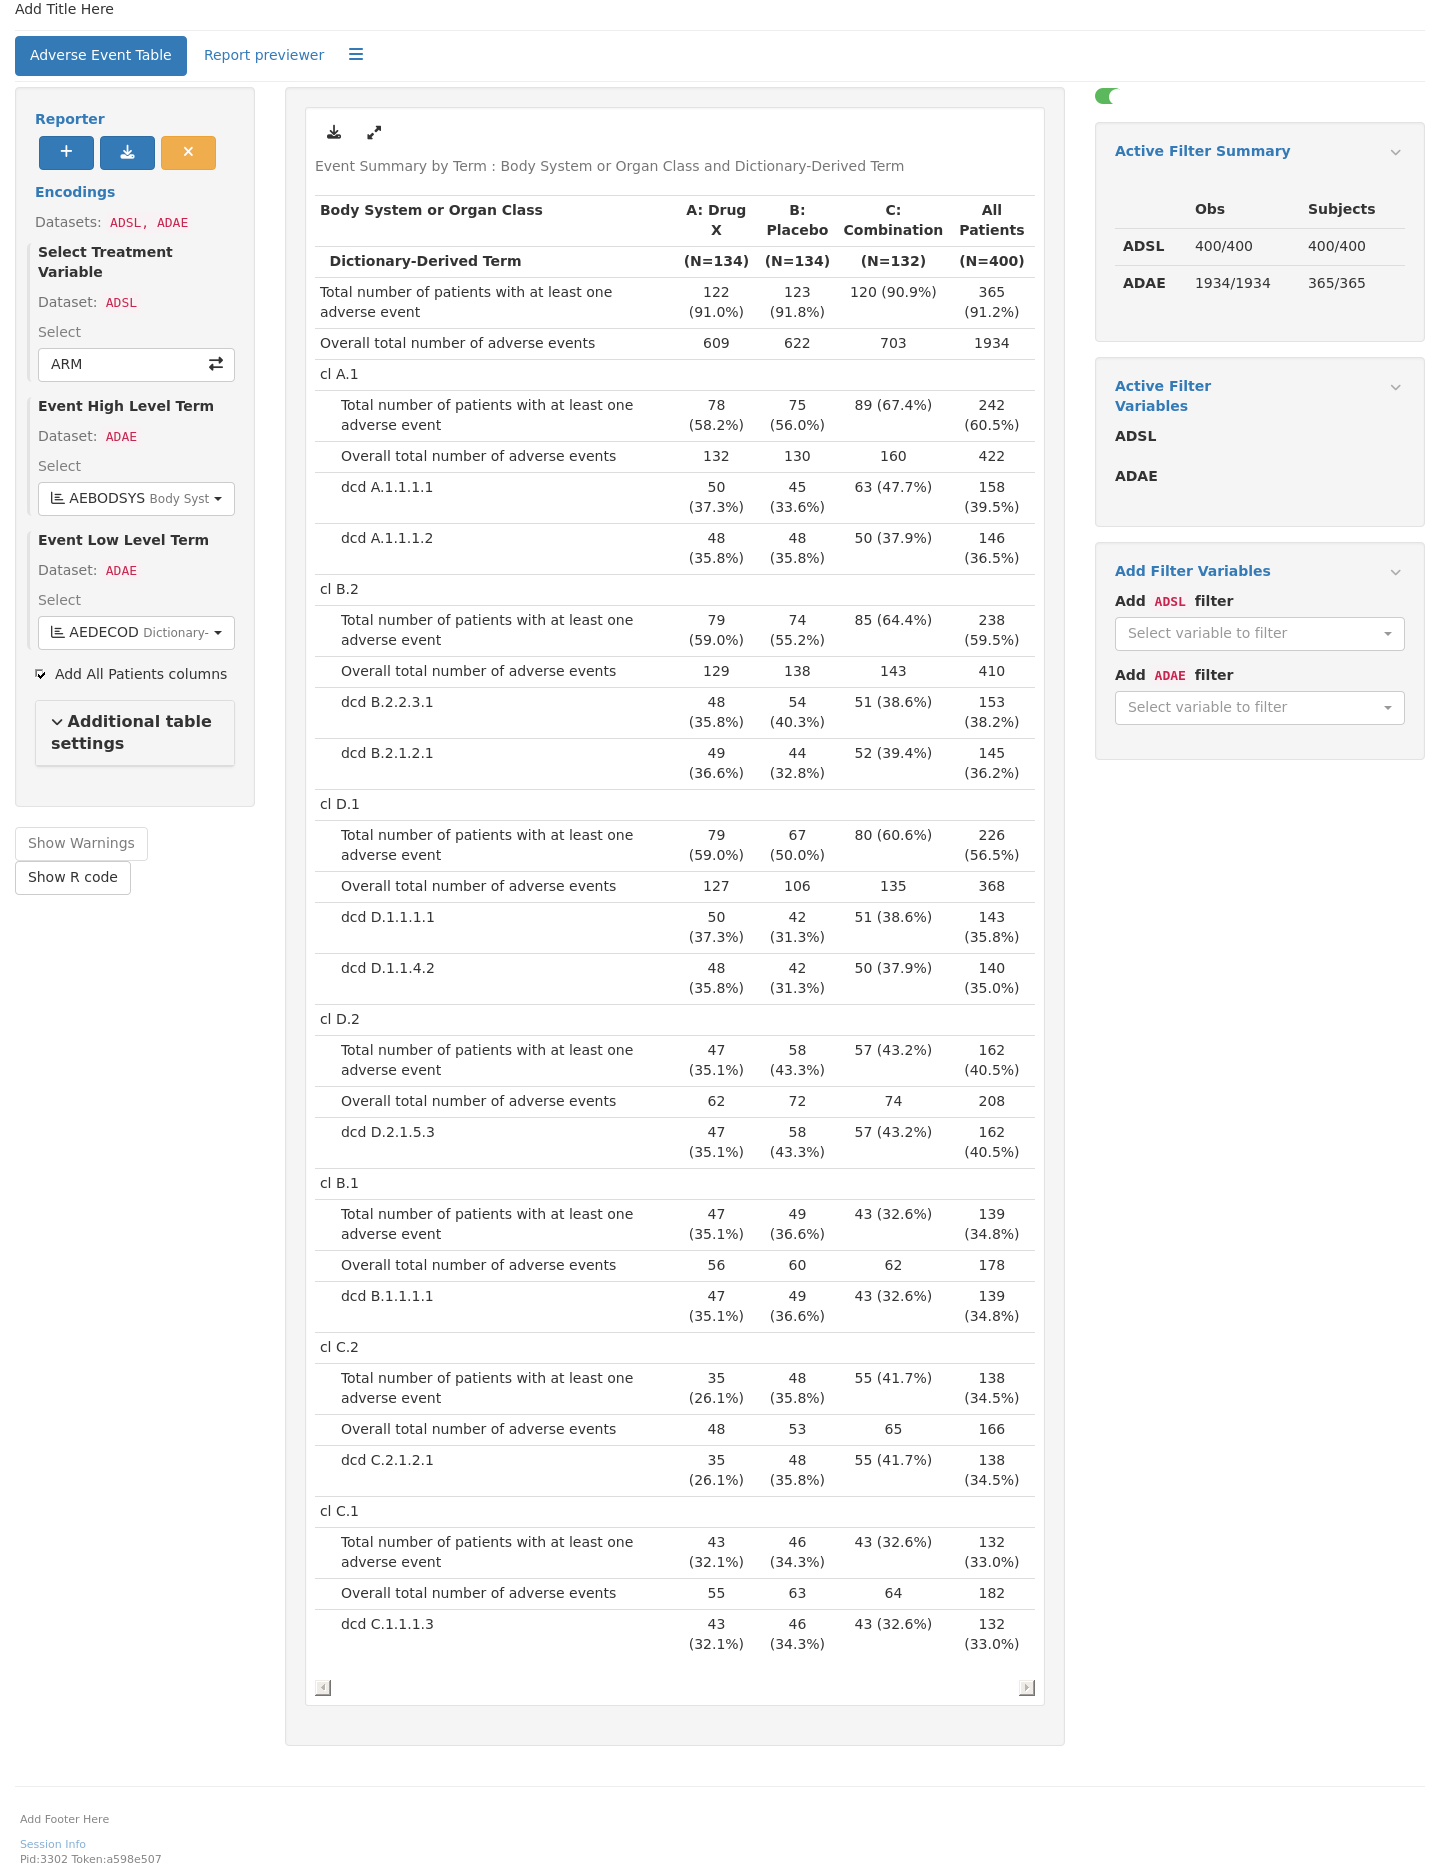 Add Title Here
Adverse Event Table
Report previewer
Reporter
Encodings
Datasets: ADSL, ADAE
Select Treatment
Variable
Dataset: ADSL
Select
ARM
Event High Level Term
Dataset: ADAE
Select
AEBODSYS Body Syst
Event Low Level Term
Dataset: ADAE
Select
AEDECOD Dictionary-
Add All Patients columns
Additional table
settings
Show Warnings
Show R code
Event Summary by Term : Body System or Organ Class and Dictionary-Derived Term
Body System or Organ Class A: Drug B: C: All
X Placebo Combination Patients
Dictionary-Derived Term (N=134) (N=134) (N=132) (N=400)
Total number of patients with at least one 122 123 120 (90.9%) 365
adverse event (91.0%) (91.8%) (91.2%)
Overall total number of adverse events 609 622 703 1934
cl A.1
Total number of patients with at least one 78 75 89 (67.4%) 242
adverse event (58.2%) (56.0%) (60.5%)
Overall total number of adverse events 132 130 160 422
dcd A.1.1.1.1 50 45 63 (47.7%) 158
(37.3%) (33.6%) (39.5%)
dcd A.1.1.1.2 48 48 50 (37.9%) 146
(35.8%) (35.8%) (36.5%)
cl B.2
Total number of patients with at least one 79 74 85 (64.4%) 238
adverse event (59.0%) (55.2%) (59.5%)
Overall total number of adverse events 129 138 143 410
dcd B.2.2.3.1 48 54 51 (38.6%) 153
(35.8%) (40.3%) (38.2%)
dcd B.2.1.2.1 49 44 52 (39.4%) 145
(36.6%) (32.8%) (36.2%)
cl D.1
Total number of patients with at least one 79 67 80 (60.6%) 226
adverse event (59.0%) (50.0%) (56.5%)
Overall total number of adverse events 127 106 135 368
dcd D.1.1.1.1 50 42 51 (38.6%) 143
(37.3%) (31.3%) (35.8%)
dcd D.1.1.4.2 48 42 50 (37.9%) 140
(35.8%) (31.3%) (35.0%)
cl D.2
Total number of patients with at least one 47 58 57 (43.2%) 162
adverse event (35.1%) (43.3%) (40.5%)
Overall total number of adverse events 62 72 74 208
dcd D.2.1.5.3 47 58 57 (43.2%) 162
(35.1%) (43.3%) (40.5%)
cl B.1
Total number of patients with at least one 47 49 43 (32.6%) 139
adverse event (35.1%) (36.6%) (34.8%)
Overall total number of adverse events 56 60 62 178
dcd B.1.1.1.1 47 49 43 (32.6%) 139
(35.1%) (36.6%) (34.8%)
cl C.2
Total number of patients with at least one 35 48 55 (41.7%) 138
adverse event (26.1%) (35.8%) (34.5%)
Overall total number of adverse events 48 53 65 166
dcd C.2.1.2.1 35 48 55 (41.7%) 138
(26.1%) (35.8%) (34.5%)
cl C.1
Total number of patients with at least one 43 46 43 (32.6%) 132
adverse event (32.1%) (34.3%) (33.0%)
Overall total number of adverse events 55 63 64 182
dcd C.1.1.1.3 43 46 43 (32.6%) 132
(32.1%) (34.3%) (33.0%)
Active Filter Summary
Obs Subjects
ADSL 400/400 400/400
ADAE 1934/1934 365/365
Active Filter
Variables
ADSL
ADAE
Add Filter Variables
Add ADSL filter
Select variable to filter
Add ADAE filter
Select variable to filter
Add Footer Here
Session Info
Pid:3302 Token:a598e507